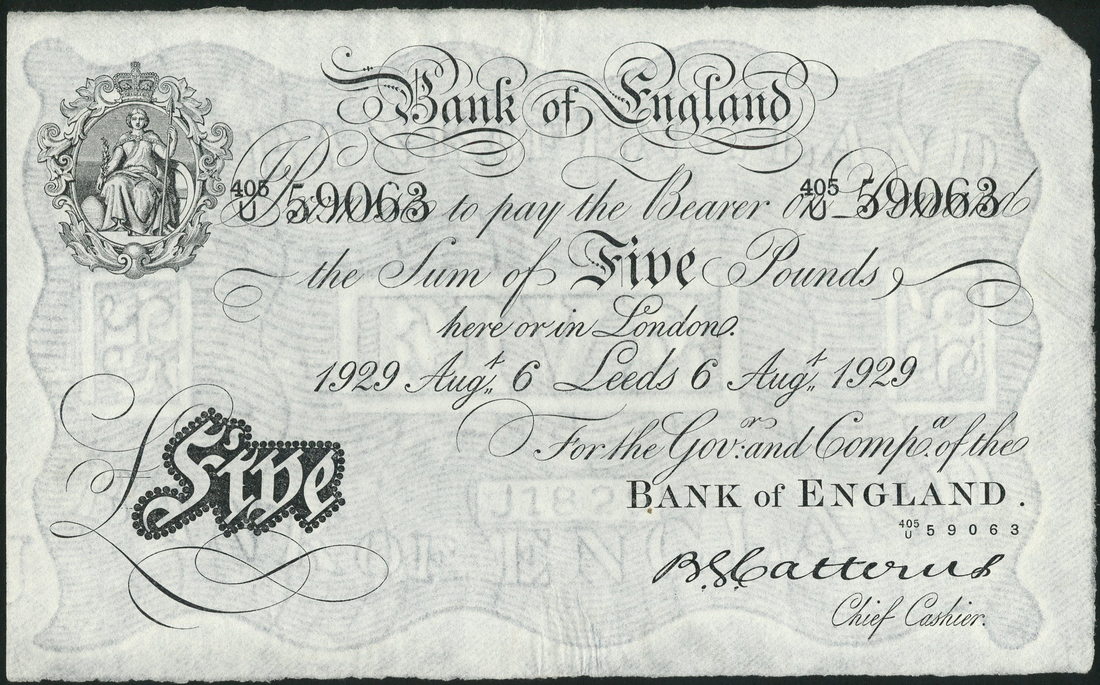 Bank of England
405
U 59063 to pay the Bearer on Demand 405
U 59063
the Sum of Five Pounds
here or in London.
1929 Augt. 6 Leeds 6 Augt. 1929
For the Govr: and Compa. of the
BANK of ENGLAND.
£Five
405
U 59063
B G Catterns
Chief Cashier.